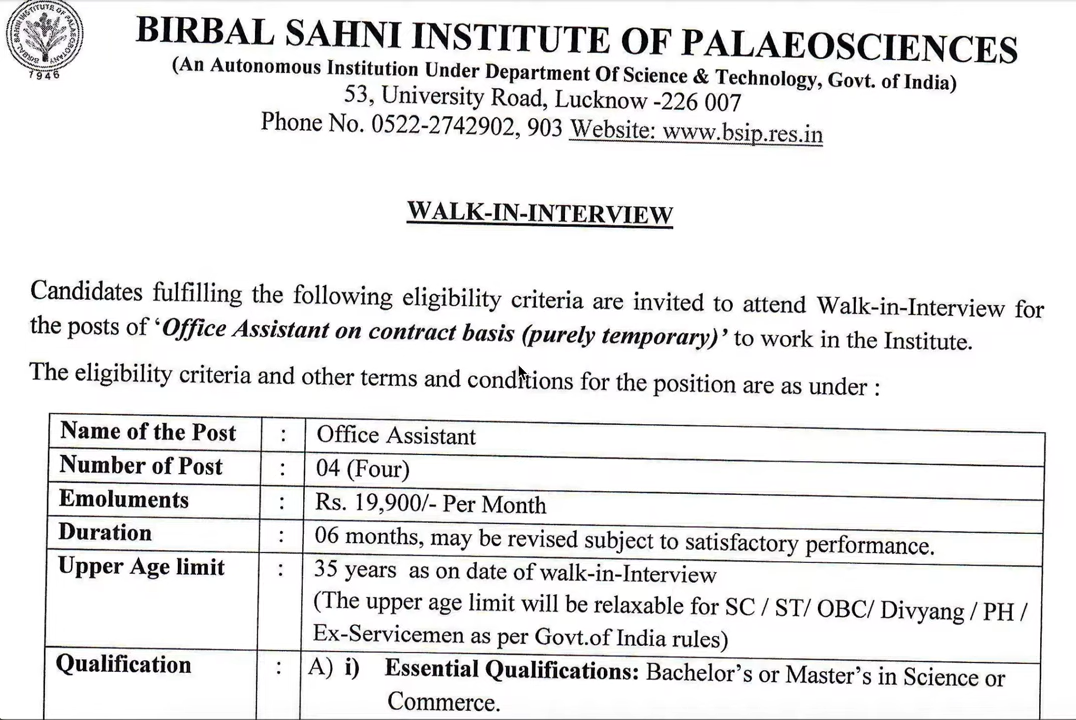 BIRBAL SAHNI INSTITUTE OF PALAEOSCIENCES
(An Autonomous Institution Under Department Of Science & Technology, Govt. of India)
53, University Road, Lucknow -226 007
Phone No. 0522-2742902, 903 Website: www.bsip.res.in
1946
WALK-IN-INTERVIEW
Candidates fulfilling the following eligibility criteria are invited to attend Walk-in-Interview for
the posts of ‘Office Assistant on contract basis (purely temporary)’ to work in the Institute.
The eligibility criteria and other terms and conditions for the position are as under :
Name of the Post : Office Assistant
Number of Post : 04 (Four)
Emoluments : Rs. 19,900/- Per Month
Duration : 06 months, may be revised subject to satisfactory performance.
Upper Age limit : 35 years as on date of walk-in-Interview
(The upper age limit will be relaxable for SC / ST/ OBC/ Divyang / PH /
Ex-Servicemen as per Govt.of India rules)
Qualification : A) i) Essential Qualifications: Bachelor’s or Master’s in Science or
Commerce.